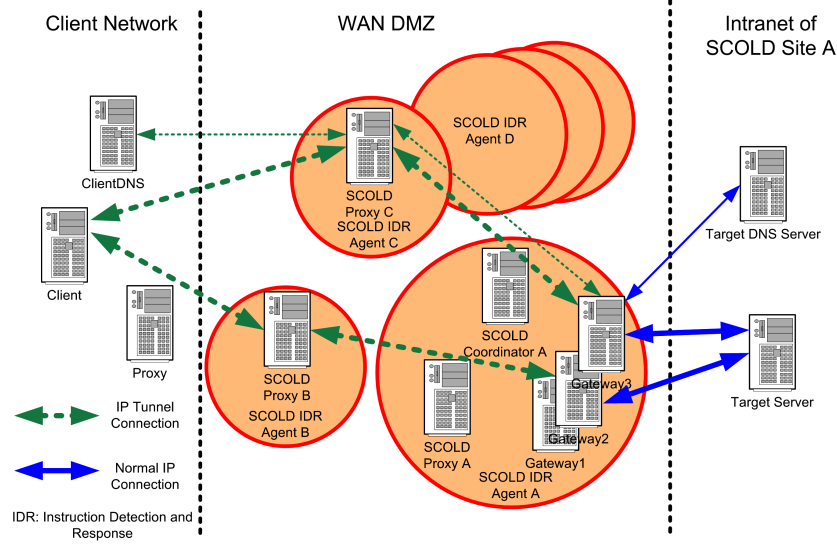 Client Network
WAN DMZ
Intranet of
SCOLD Site A
SCOLD IDR
Agent D
ClientDNS
SCOLD
Proxy C
SCOLD IDR
Agent C
Target DNS Server
Client
SCOLD
Coordinator A
Proxy
SCOLD
Proxy B
SCOLD IDR
Agent B
Gateway3
Target Server
IP Tunnel
Connection
SCOLD
Proxy A
Gateway2
Gateway1
SCOLD IDR
Agent A
Normal IP
Connection
IDR: Instruction Detection and
Response